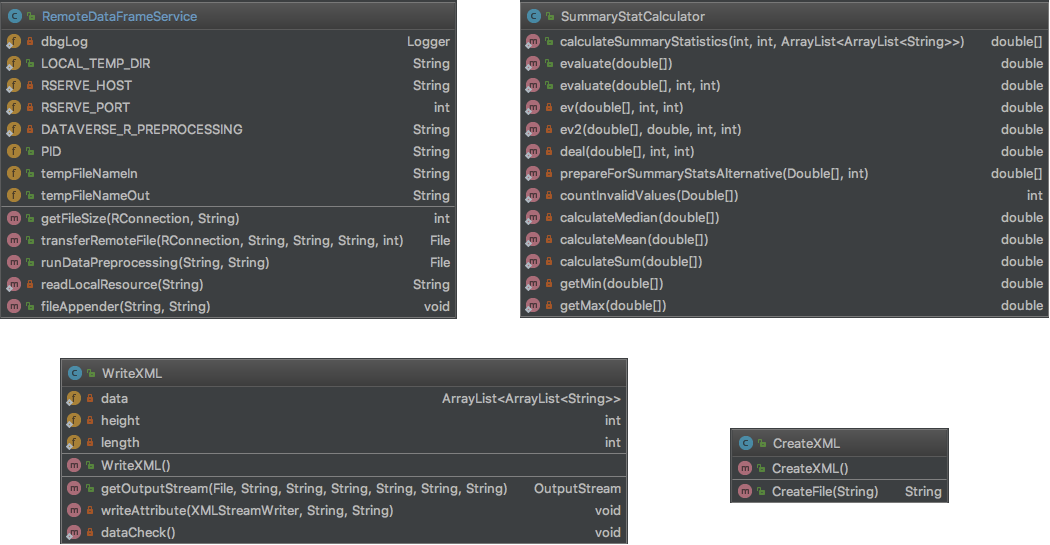 RemoteDataFrameService
dbgLog Logger
LOCAL_TEMP_DIR String
RSERVE_HOST String
RSERVE_PORT int
DATAVERSE_R_PREPROCESSING String
PID String
tempFileNameIn String
tempFileNameOut String
getFileSize(RConnection, String) int
transferRemoteFile(RConnection, String, String, String, int) File
runDataPreprocessing(String, String) File
readLocalResource(String) String
fileAppender(String, String) void
SummaryStatCalculator
calculateSummaryStatistics(int, int, ArrayList<ArrayList<String>>) double[]
evaluate(double[]) double
evaluate(double[], int, int) double
ev(double[], int, int) double
ev2(double[], double, int, int) double
deal(double[], int, int) double
prepareForSummaryStatsAlternative(Double[], int) double[]
countInvalidValues(Double[]) int
calculateMedian(double[]) double
calculateMean(double[]) double
calculateSum(double[]) double
getMin(double[]) double
getMax(double[]) double
WriteXML
data ArrayList<ArrayList<String>>
height int
length int
WriteXML()
getOutputStream(File, String, String, String, String, String, String) OutputStream
writeAttribute(XMLStreamWriter, String, String) void
dataCheck() void
CreateXML
CreateXML()
CreateFile(String) String